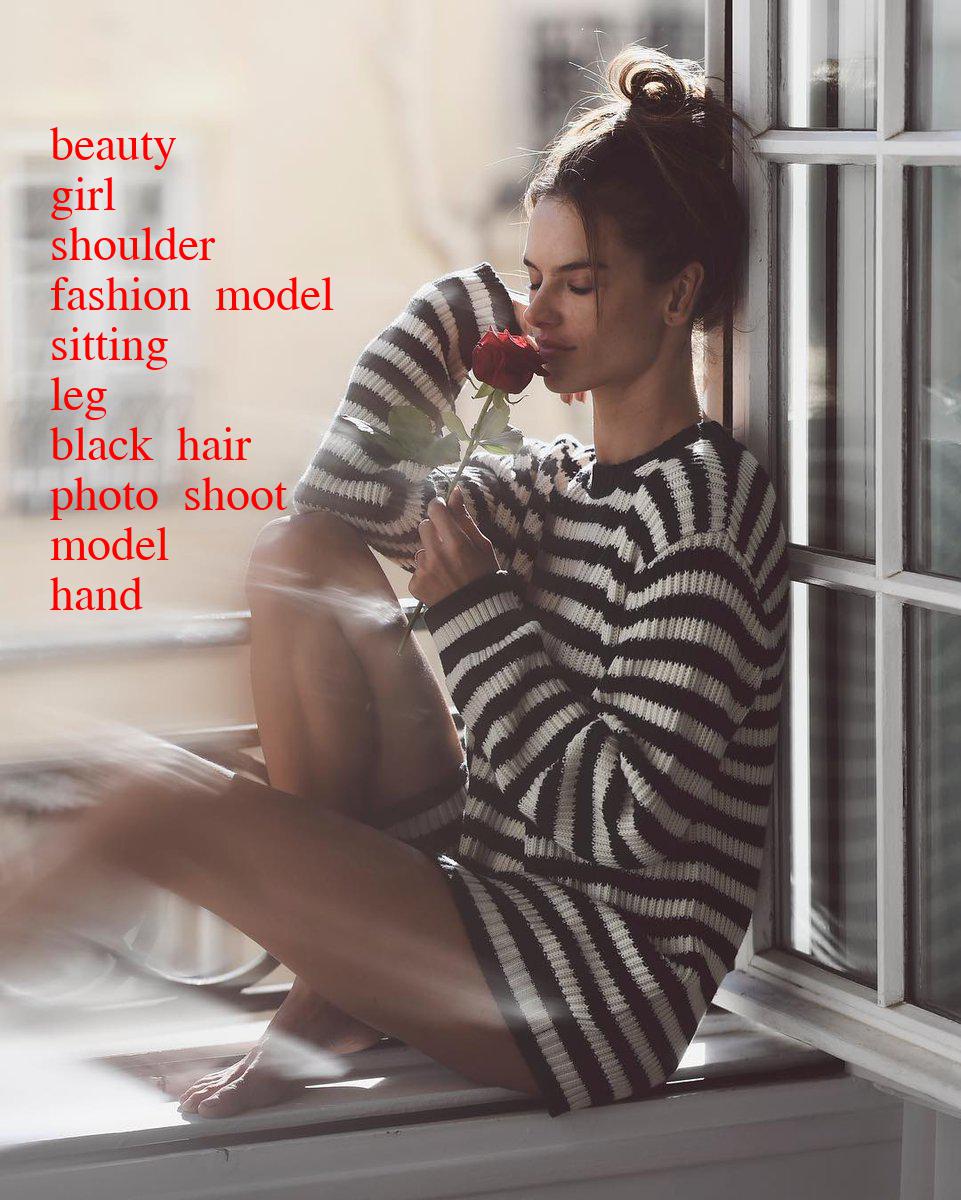 beauty
girl
shoulder
fashion model
sitting
leg
black hair
photo shoot
model
hand